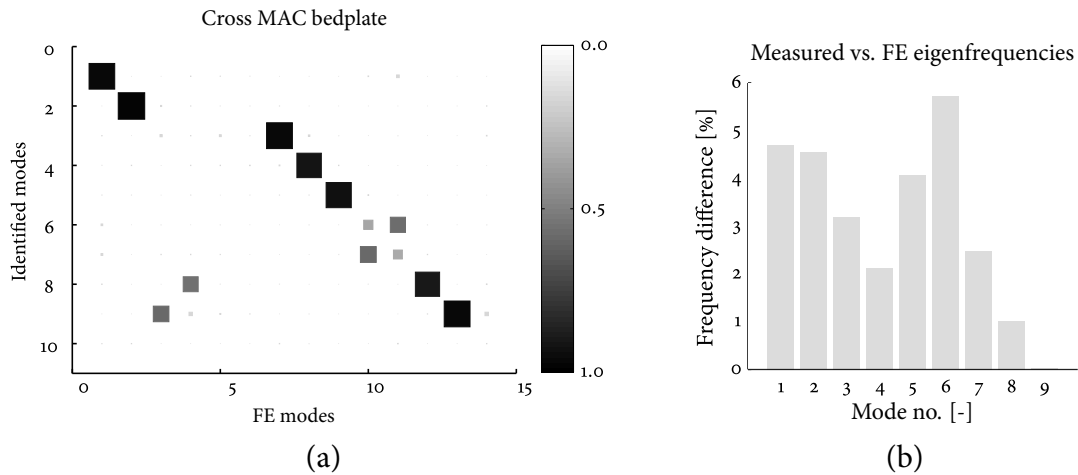 Cross MAC bedplate
Identified modes
0
2
4
6
8
10
0
5
10
15
FE modes
0.0
0.5
1.0
(a)
Measured vs. FE eigenfrequencies
Frequency difference [%]
6
5
4
3
2
1
0
1 2 3 4 5 6 7 8 9
Mode no. [-]
(b)